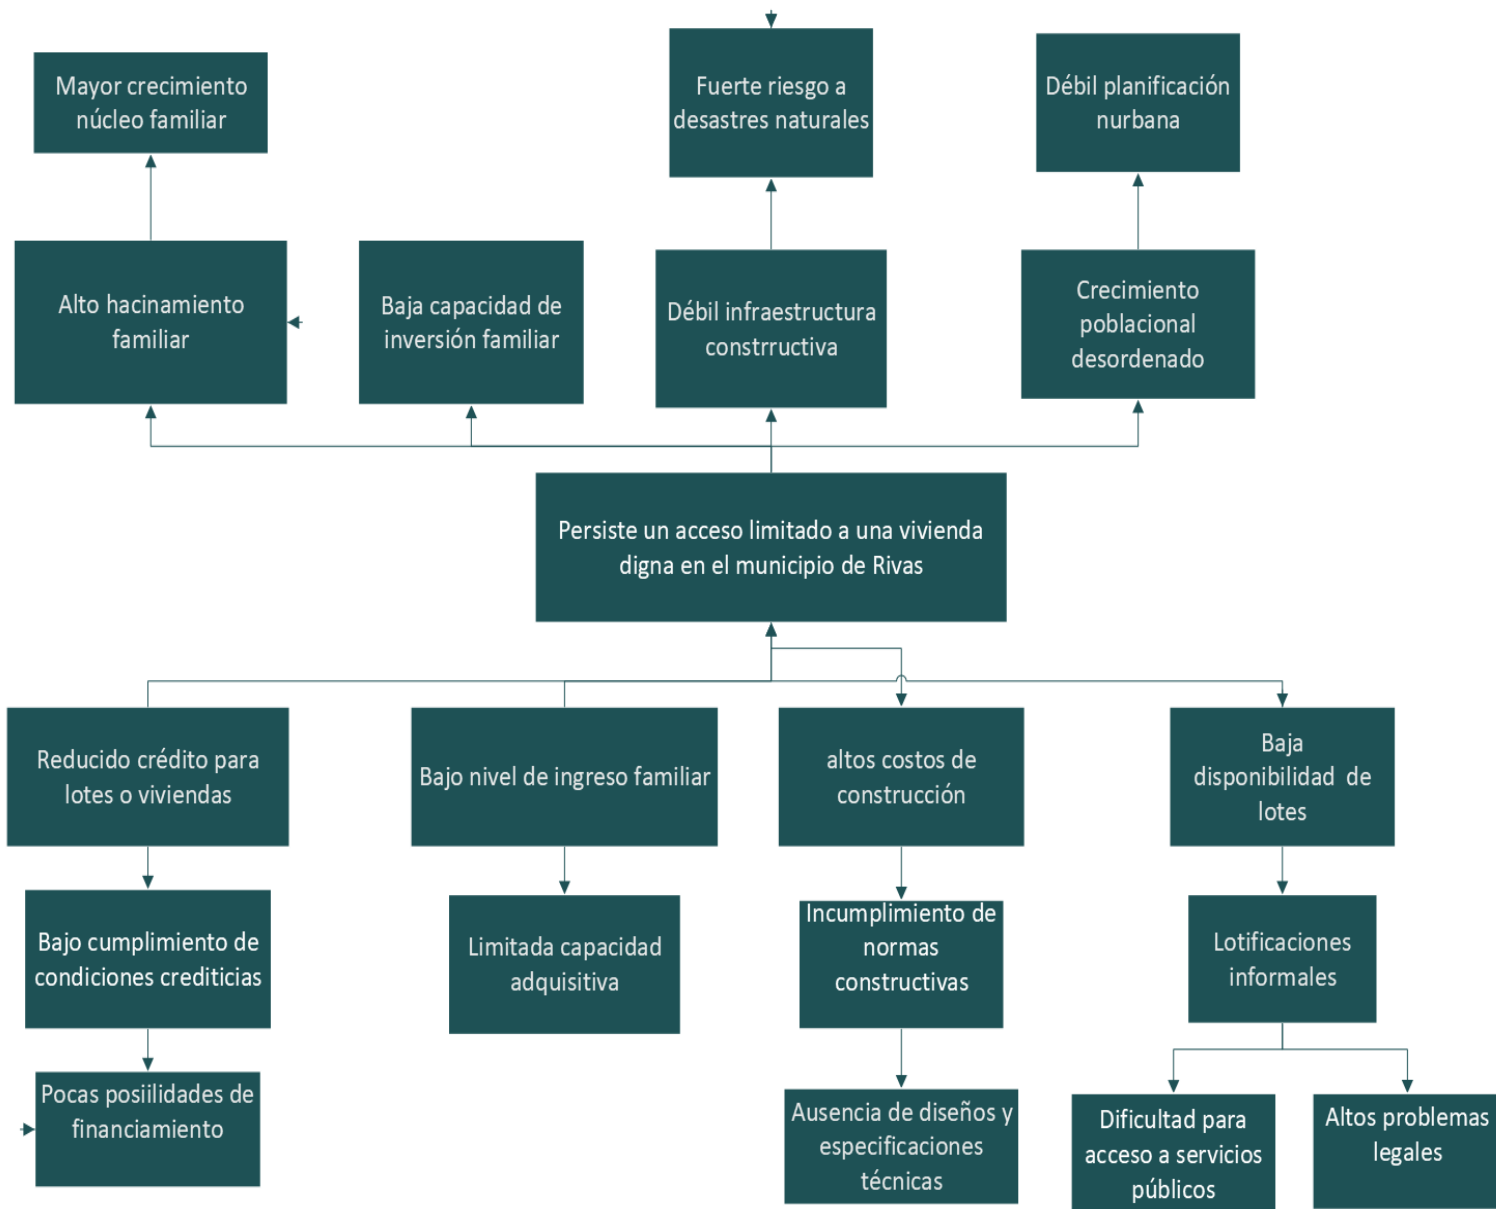 Mayor crecimiento
núcleo familiar
Fuerte riesgo a
desastres naturales
Débil planificación
nurbana
Alto hacinamiento
familiar
Baja capacidad de
inversión familiar
Débil infraestructura
constrructiva
Crecimiento
poblacional
desordenado
Persiste un acceso limitado a una vivienda
digna en el municipio de Rivas
Reducido crédito para
lotes o viviendas
Bajo nivel de ingreso familiar
altos costos de
construcción
Baja
disponibilidad de
lotes
Bajo cumplimiento de
condiciones crediticias
Limitada capacidad
adquisitiva
Incumplimiento de
normas
constructivas
Lotificaciones
informales
Pocas posiilidades de
financiamiento
Ausencia de diseños y
especificaciones
técnicas
Dificultad para
acceso a servicios
públicos
Altos problemas
legales